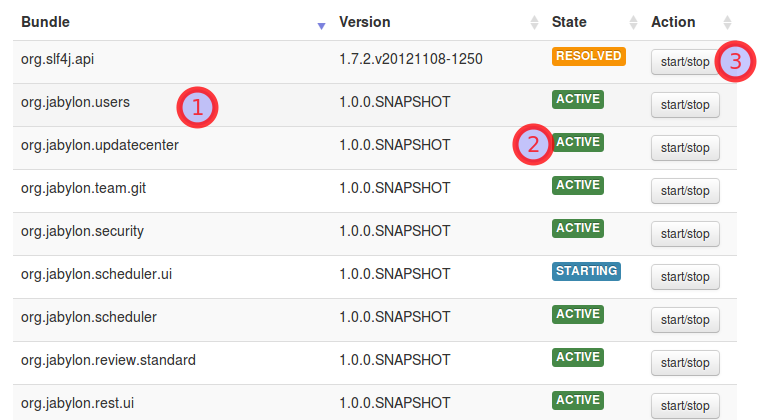 Bundle Version State Action
org.slf4j.api 1.7.2.v20121108-1250 RESOLVED start/stop 3
org.jabylon.users 1 1.0.0.SNAPSHOT ACTIVE start/stop
org.jabylon.updatecenter 1.0.0.SNAPSHOT 2 ACTIVE start/stop
org.jabylon.team.git 1.0.0.SNAPSHOT ACTIVE start/stop
org.jabylon.security 1.0.0.SNAPSHOT ACTIVE start/stop
org.jabylon.scheduler.ui 1.0.0.SNAPSHOT STARTING start/stop
org.jabylon.scheduler 1.0.0.SNAPSHOT ACTIVE start/stop
org.jabylon.review.standard 1.0.0.SNAPSHOT ACTIVE start/stop
org.jabylon.rest.ui 1.0.0.SNAPSHOT ACTIVE start/stop